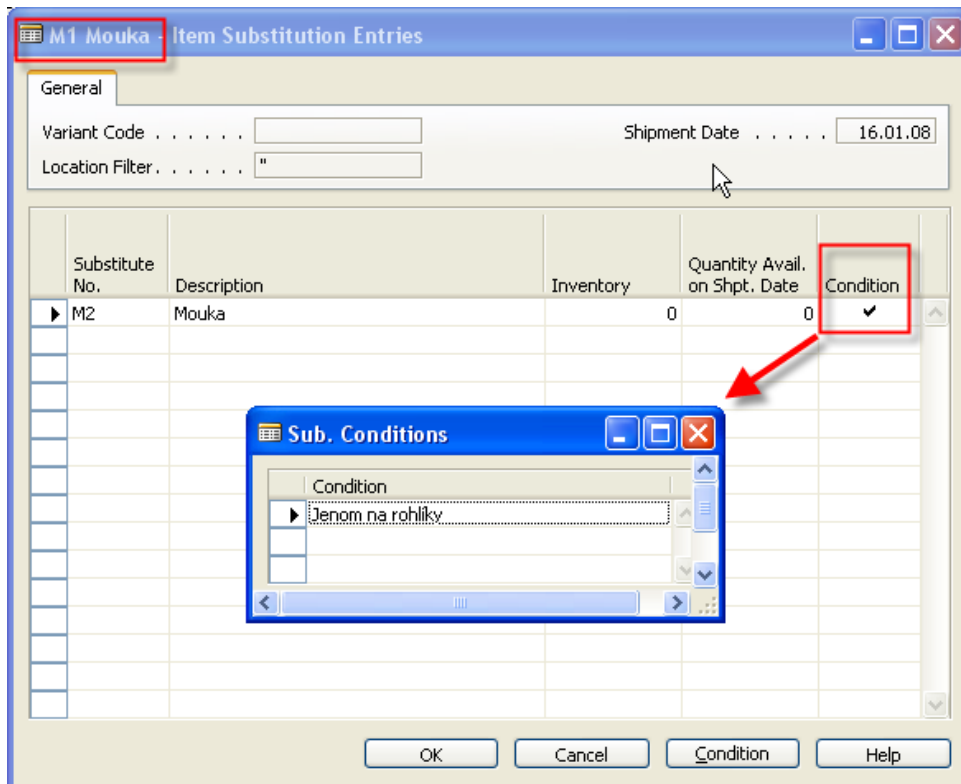 M1 Mouka - Item Substitution Entries
General
Variant Code . . . . . .
Shipment Date . . . . . 16.01.08
Location Filter. . . . . . "
Substitute No. Description Inventory Quantity Avail. on Shpt. Date Condition
M2 Mouka 0 0 ✔
Sub. Conditions
Condition
Jenom na rohlíky
OK Cancel Condition Help